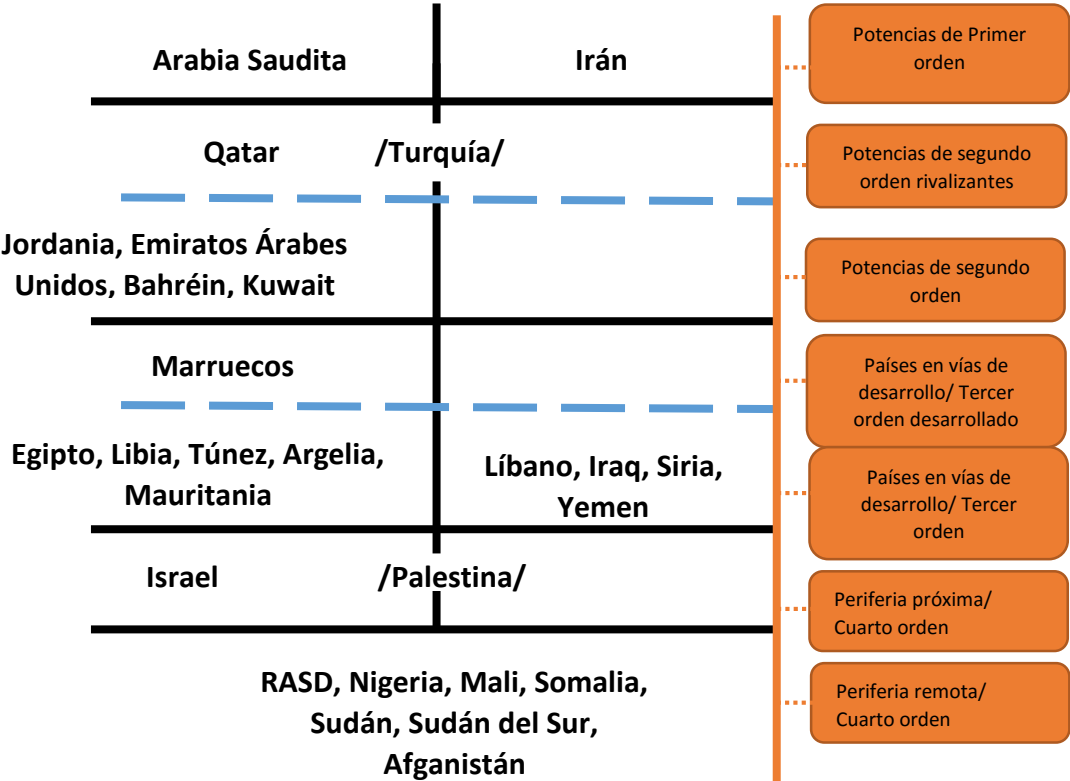 Arabia Saudita
Irán
Potencias de Primer
orden
Qatar
/Turquía/
Potencias de segundo
orden rivalizantes
Jordania, Emiratos Árabes
Unidos, Bahréin, Kuwait
Potencias de segundo
orden
Marruecos
Países en vías de
desarrollo/ Tercer
orden desarrollado
Egipto, Libia, Túnez, Argelia,
Mauritania
Líbano, Iraq, Siria,
Yemen
Países en vías de
desarrollo/ Tercer
orden
Israel
/Palestina/
Periferia próxima/
Cuarto orden
RASD, Nigeria, Mali, Somalia,
Sudán, Sudán del Sur,
Afganistán
Periferia remota/
Cuarto orden